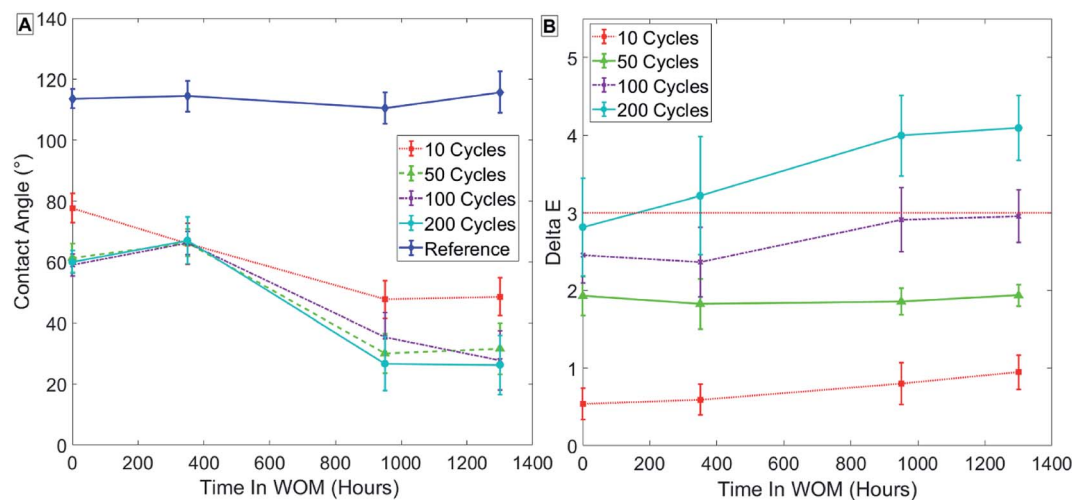 A
140
120
100
80
60
40
20
0
Contact Angle (°)
10 Cycles
50 Cycles
100 Cycles
200 Cycles
Reference
0 200 400 600 800 1000 1200 1400
Time In WOM (Hours)
B
5
4
3
2
1
0
Delta E
10 Cycles
50 Cycles
100 Cycles
200 Cycles
0 200 400 600 800 1000 1200 1400
Time In WOM (Hours)